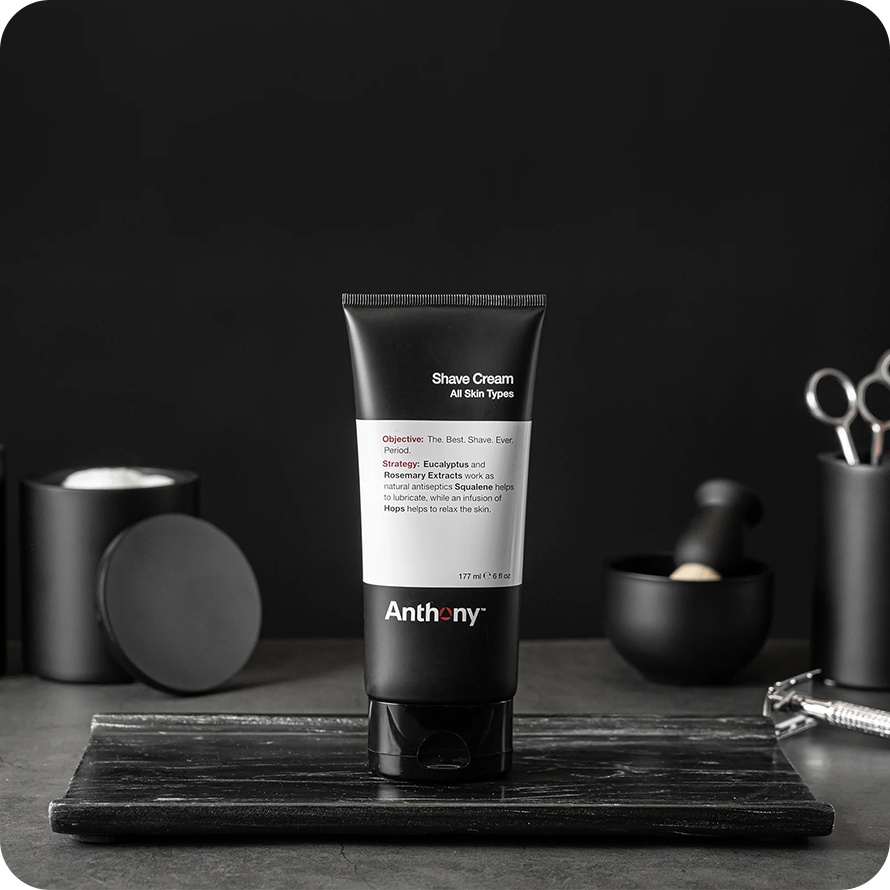 Shave Cream
All Skin Types
Objective: The. Best. Shave. Ever.
Period.
Strategy: Eucalyptus and
Rosemary Extracts work as
natural antiseptics Squalene helps
to lubricate, while an infusion of
Hops helps to relax the skin.
177 ml ℮ 6 fl oz
Anthony™